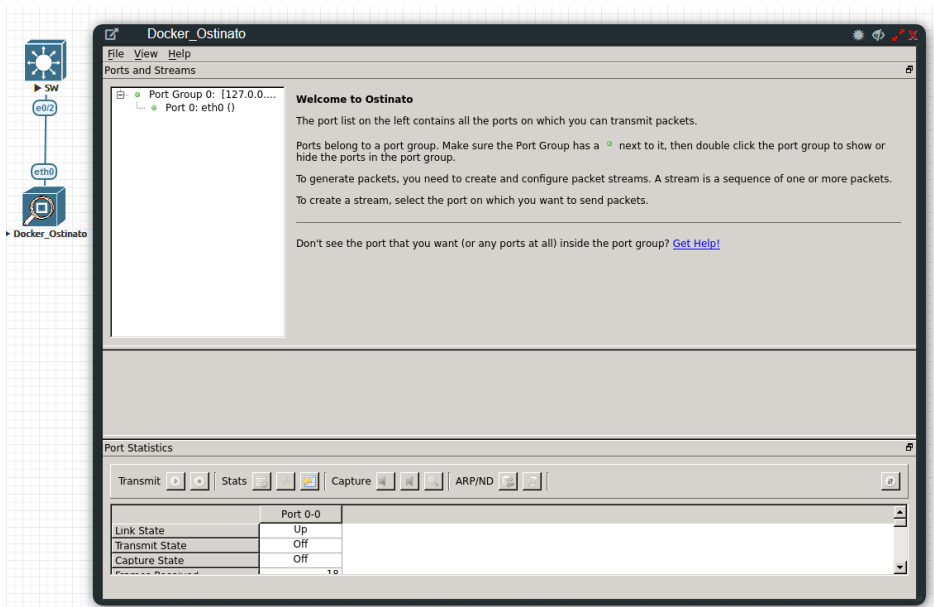 SW
e0/2
eth0
Docker_Ostinato
Docker_Ostinato
File View Help
Ports and Streams
Port Group 0: [127.0.0....
Port 0: eth0 ()
Welcome to Ostinato
The port list on the left contains all the ports on which you can transmit packets.
Ports belong to a port group. Make sure the Port Group has a next to it, then double click the port group to show or
hide the ports in the port group.
To generate packets, you need to create and configure packet streams. A stream is a sequence of one or more packets.
To create a stream, select the port on which you want to send packets.
Don't see the port that you want (or any ports at all) inside the port group? Get Help!
Port Statistics
Transmit Stats Capture ARP/ND
Port 0-0
Link State Up
Transmit State Off
Capture State Off
Frames Received 18